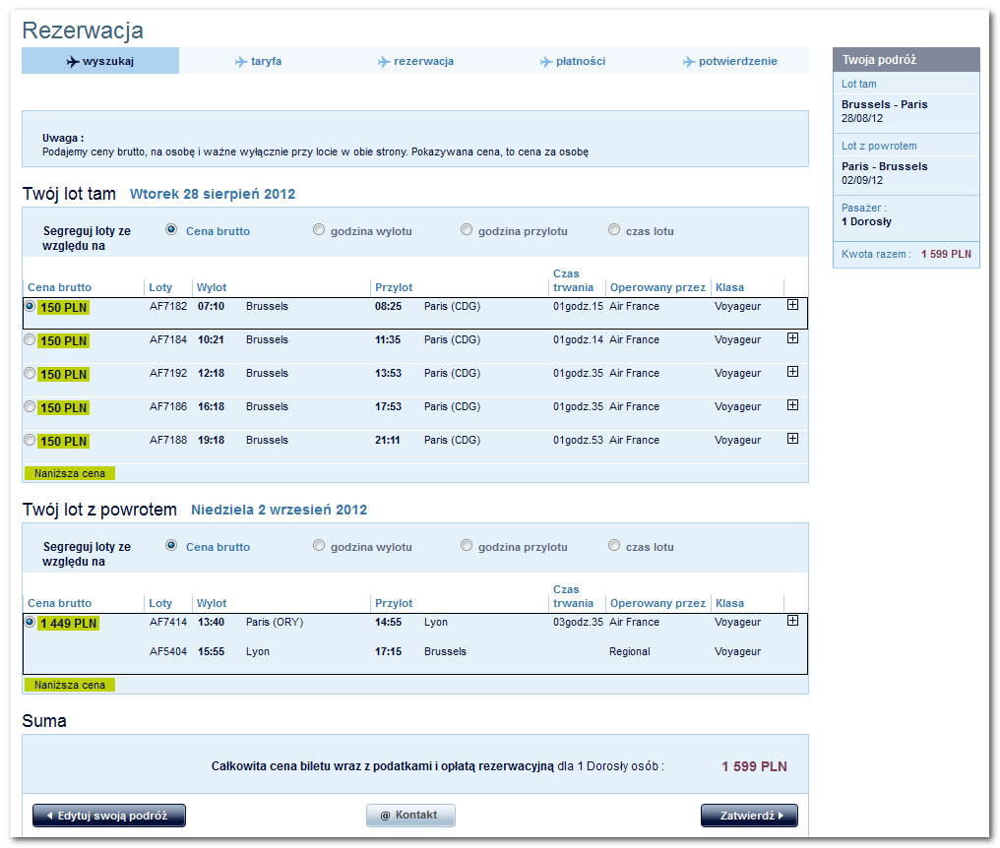 Rezerwacja
wyszukaj taryfa rezerwacja płatności potwierdzenie
Uwaga :
Podajemy ceny brutto, na osobę i ważne wyłącznie przy locie w obie strony. Pokazywana cena, to cena za osobę
Twój lot tam Wtorek 28 sierpień 2012
Segreguj loty ze względu na Cena brutto godzina wylotu godzina przylotu czas lotu
Cena brutto Loty Wylot Przylot Czas trwania Operowany przez Klasa
150 PLN AF7182 07:10 Brussels 08:25 Paris (CDG) 01godz.15 Air France Voyageur
150 PLN AF7184 10:21 Brussels 11:35 Paris (CDG) 01godz.14 Air France Voyageur
150 PLN AF7192 12:18 Brussels 13:53 Paris (CDG) 01godz.35 Air France Voyageur
150 PLN AF7186 16:18 Brussels 17:53 Paris (CDG) 01godz.35 Air France Voyageur
150 PLN AF7188 19:18 Brussels 21:11 Paris (CDG) 01godz.53 Air France Voyageur
Naniższa cena
Twój lot z powrotem Niedziela 2 wrzesień 2012
Segreguj loty ze względu na Cena brutto godzina wylotu godzina przylotu czas lotu
Cena brutto Loty Wylot Przylot Czas trwania Operowany przez Klasa
1 449 PLN AF7414 13:40 Paris (ORY) 14:55 Lyon 03godz.35 Air France Voyageur
AF5404 15:55 Lyon 17:15 Brussels Regional Voyageur
Naniższa cena
Suma
Całkowita cena biletu wraz z podatkami i opłatą rezerwacyjną dla 1 Dorosły osób : 1 599 PLN
Edytuj swoją podróż @ Kontakt Zatwierdź
Twoja podróż
Lot tam
Brussels - Paris
28/08/12
Lot z powrotem
Paris - Brussels
02/09/12
Pasażer :
1 Dorosły
Kwota razem : 1 599 PLN